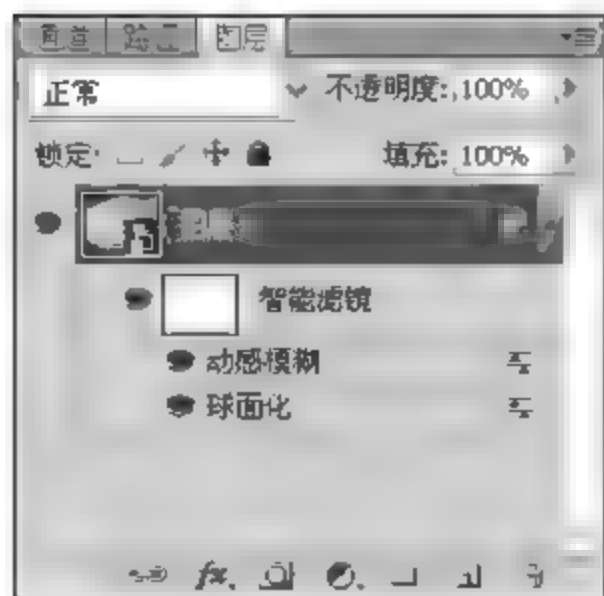 通道 路径 图层
正常 不透明度: 100%
锁定: 填充: 100%
智能滤镜
动感模糊
球面化
fx.